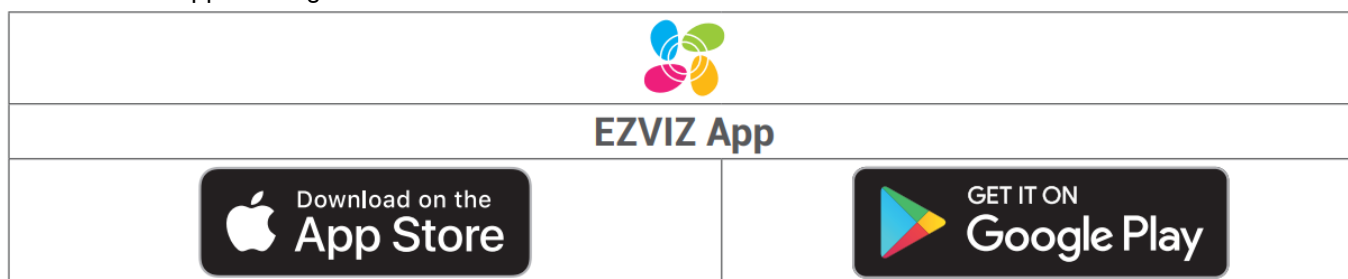 EZVIZ App
Download on the
App Store
GET IT ON
Google Play